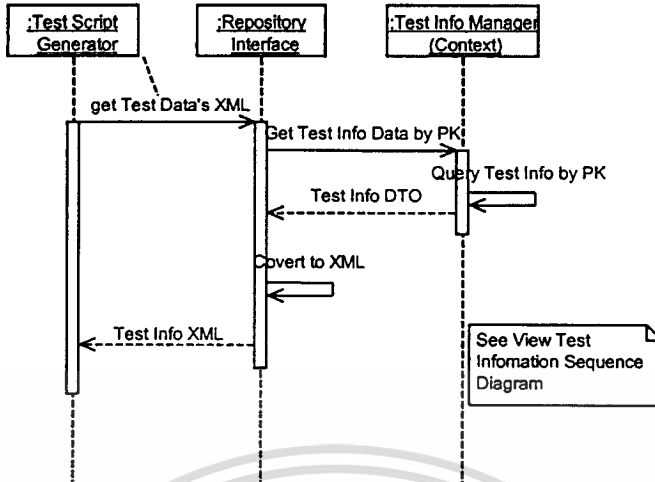 :Test Script
Generator
:Repository
Interface
:Test Info Manager
(Context)
get Test Data's XML
Get Test Info Data by PK
Query Test Info by PK
Test Info DTO
Covert to XML
Test Info XML
See View Test
Infomation Sequence
Diagram